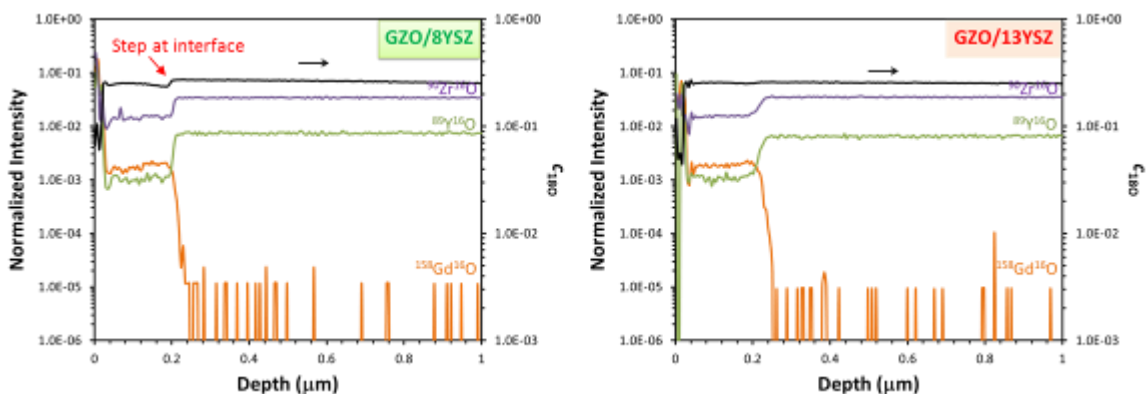 GZO/8YSZ
Step at interface
→
⁹⁰Zr¹⁶O
⁸⁹Y¹⁶O
¹⁵⁸Gd¹⁶O
Normalized Intensity
1.0E+00
1.0E-01
1.0E-02
1.0E-03
1.0E-04
1.0E-05
1.0E-06
0
0.2
0.4
0.6
0.8
1
Depth (μm)
1.0E+00
1.0E-01
1.0E-02
1.0E-03
C₁₈O
GZO/13YSZ
→
⁹⁰Zr¹⁶O
⁸⁹Y¹⁶O
¹⁵⁸Gd¹⁶O
Normalized Intensity
1.0E+00
1.0E-01
1.0E-02
1.0E-03
1.0E-04
1.0E-05
1.0E-06
0
0.2
0.4
0.6
0.8
1
Depth (μm)
1.0E+00
1.0E-01
1.0E-02
1.0E-03
C₁₈O